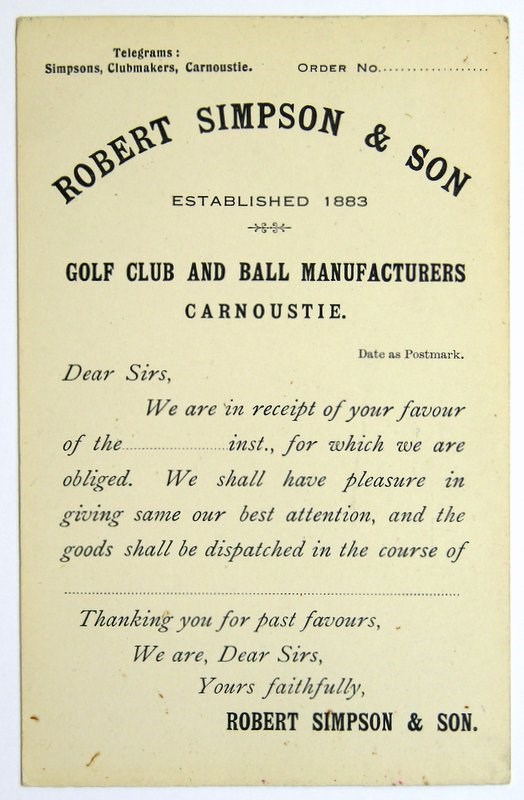 Telegrams :
Simpsons, Clubmakers, Carnoustie.
ORDER NO...................
ROBERT SIMPSON & SON
ESTABLISHED 1883
GOLF CLUB AND BALL MANUFACTURERS
CARNOUSTIE.
Date as Postmark.
Dear Sirs,
We are in receipt of your favour
of the........................inst., for which we are
obliged. We shall have pleasure in
giving same our best attention, and the
goods shall be dispatched in the course of
................................................................
Thanking you for past favours,
We are, Dear Sirs,
Yours faithfully,
ROBERT SIMPSON & SON.